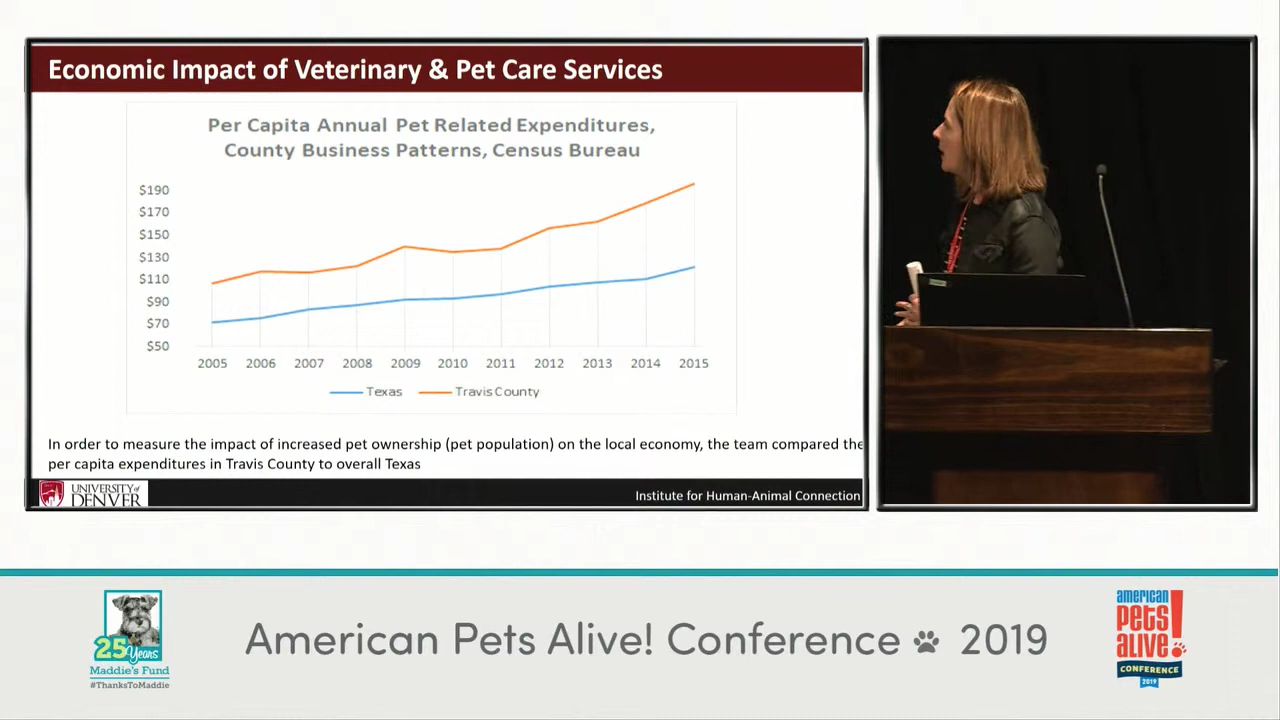 Economic Impact of Veterinary & Pet Care Services
Per Capita Annual Pet Related Expenditures,
County Business Patterns, Census Bureau
$190
$170
$150
$130
$110
$90
$70
$50
2005 2006 2007 2008 2009 2010 2011 2012 2013 2014 2015
Texas Travis County
In order to measure the impact of increased pet ownership (pet population) on the local economy, the team compared the
per capita expenditures in Travis County to overall Texas
UNIVERSITY of
DENVER
Institute for Human-Animal Connection
25 Years
Maddie's Fund
#ThanksToMaddie
American Pets Alive! Conference 2019
american
pets
alive!
CONFERENCE
2019